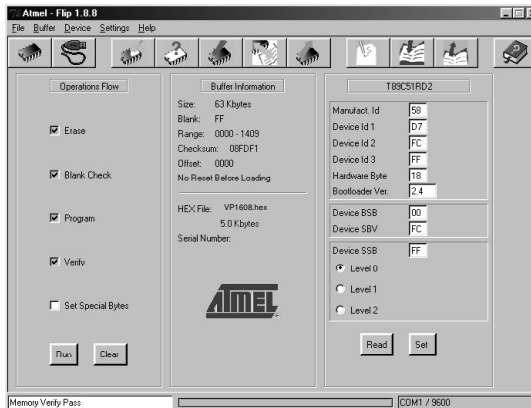 Atmel - Flip 1.8.8
File Buffer Device Settings Help
Operations Flow
Erase
Blank Check
Program
Verify
Set Special Bytes
Run Clear
Buffer Information
Size: 63 Kbytes
Blank: FF
Range: 0000 - 1409
Checksum: 08FDF1
Offset: 0000
No Reset Before Loading
HEX File: VP1608.hex
5.0 Kbytes
Serial Number:
ATMEL
T89C51RD2
Manufact. Id 58
Device Id 1 D7
Device Id 2 FC
Device Id 3 FF
Hardware Byte 18
Bootloader Ver. 2.4
Device BSB 00
Device SBV FC
Device SSB FF
Level 0
Level 1
Level 2
Read Set
Memory Verify Pass
COM1 / 9600